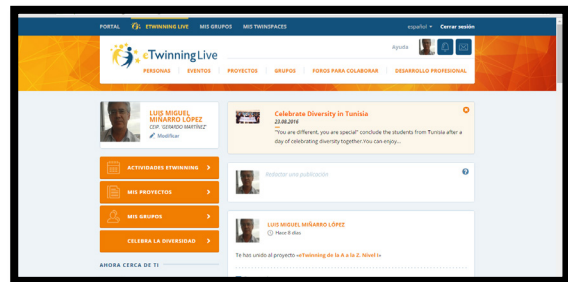 PORTAL ETWINNING LIVE MIS GRUPOS MIS TWINSPACES español Cerrar sesión
eTwinning Live
Ayuda
PERSONAS EVENTOS PROYECTOS GRUPOS FOROS PARA COLABORAR DESARROLLO PROFESIONAL
LUIS MIGUEL
MIÑARRO LÓPEZ
CEIP. "GERARDO MARTÍNEZ"
Modificar
ACTIVIDADES ETWINNING
MIS PROYECTOS
MIS GRUPOS
CELEBRA LA DIVERSIDAD
AHORA CERCA DE TI
Celebrate Diversity in Tunisia
23.08.2016
"You are different, you are special" conclude the students from Tunisia after a
day of celebrating diversity together.You can enjoy...
Redactar una publicación
LUIS MIGUEL MIÑARRO LÓPEZ
Hace 8 días
Te has unido al proyecto «eTwinning de la A a la Z. Nivel I»